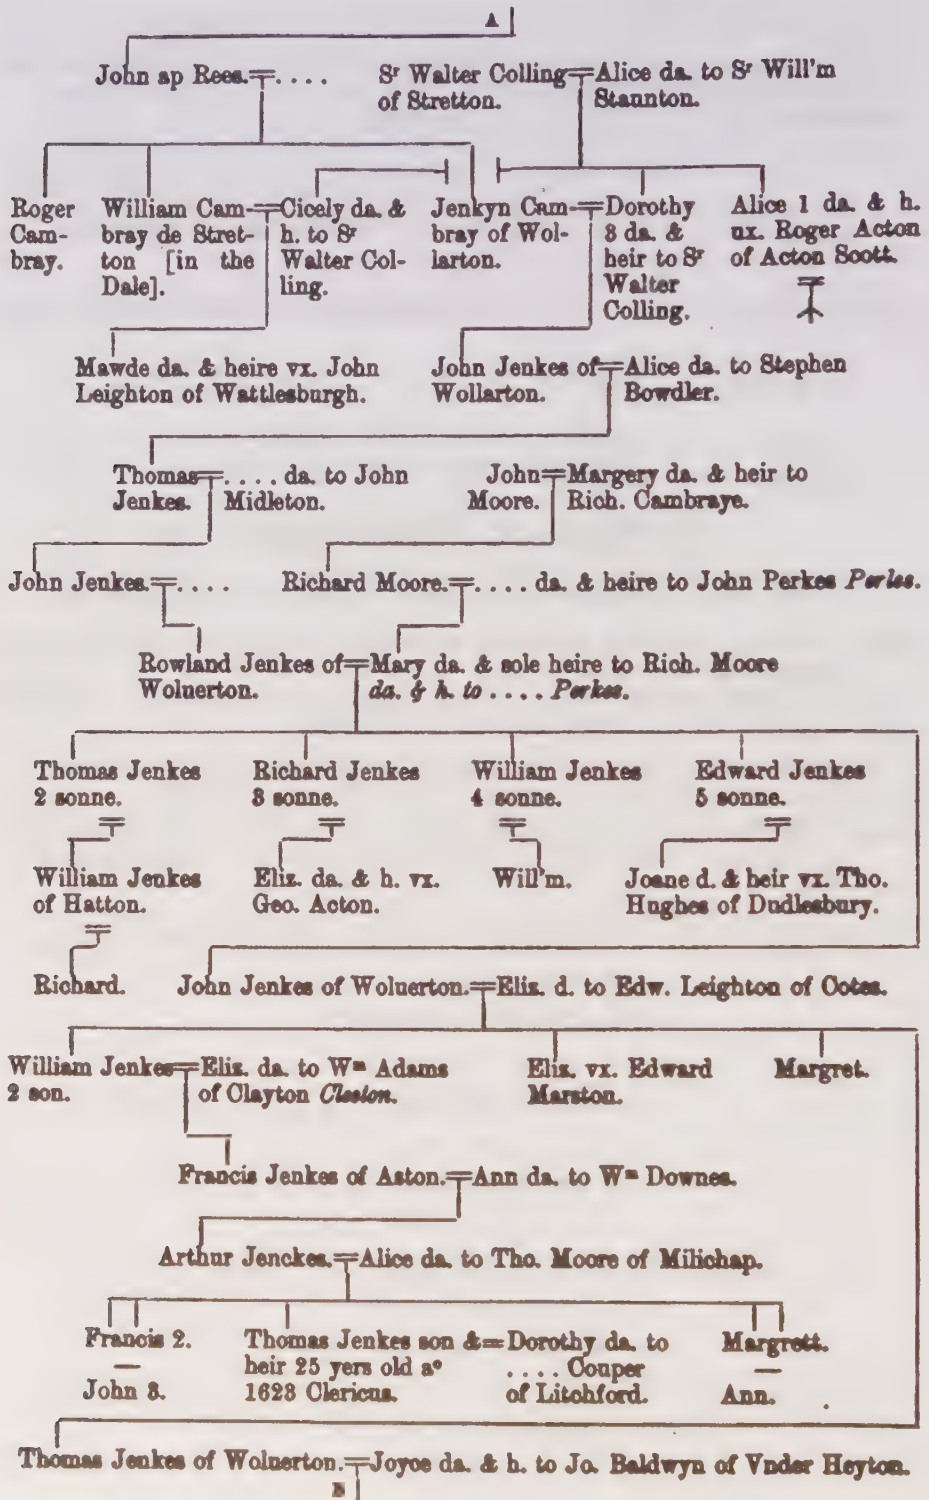 A
John ap Rees. . . . . Sʳ Walter Colling Alice da. to Sʳ Will'm
of Stretton. Staunton.
Roger William Cam- Cicely da. & Jenkyn Cam- Dorothy Alice 1 da. & h.
Cam- bray de Stret- h. to Sʳ bray of Wol- 3 da. & ux. Roger Acton
bray. ton [in the Walter Col- larton. heir to Sʳ of Acton Scott.
Dale]. ling. Walter
Colling.
Mawde da. & heire vx. John John Jenkes of Alice da. to Stephen
Leighton of Wattlesburgh. Wollarton. Bowdler.
Thomas . . . . da. to John John Margery da. & heir to
Jenkes. Midleton. Moore. Rich. Cambraye.
John Jenkes. . . . . Richard Moore. . . . . da. & heire to John Perkes Perles.
Rowland Jenkes of Mary da. & sole heire to Rich. Moore
Woluerton. da. & h. to . . . . Perkes.
Thomas Jenkes Richard Jenkes William Jenkes Edward Jenkes
2 sonne. 3 sonne. 4 sonne. 5 sonne.
William Jenkes Eliz. da. & h. vx. Will'm. Joane d. & heir vx. Tho.
of Hatton. Geo. Acton. Hughes of Dudlesbury.
Richard. John Jenkes of Woluerton. Eliz. d. to Edw. Leighton of Cotes.
William Jenkes Eliz. da. to Wᵐ Adams Eliz. vx. Edward Margret.
2 son. of Clayton Cleeton. Marston.
Francis Jenkes of Aston. Ann da. to Wᵐ Downes.
Arthur Jenckes. Alice da. to Tho. Moore of Milichap.
Francis 2. Thomas Jenkes son & Dorothy da. to Margrett.
— heir 25 yers old aᵒ . . . . Couper —
John 3. 1623 Clericus. of Litchford. Ann.
Thomas Jenkes of Woluerton. Joyce da. & h. to Jo. Baldwyn of Vnder Heyton.
B